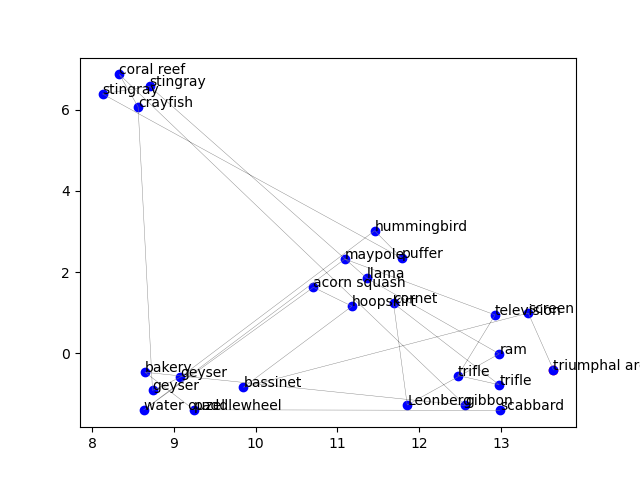 coral reef
stingray
stingray
crayfish
6
4
hummingbird
maypole
puffer
2
llama
acorn squash
hoopskirt
cornet
television
screen
0
ram
bakery
geyser
trifle
triumphal ar
geyser
bassinet
trifle
water ouzel
paddlewheel
Leonberg
gibbon
scabbard
8
9
10
11
12
13